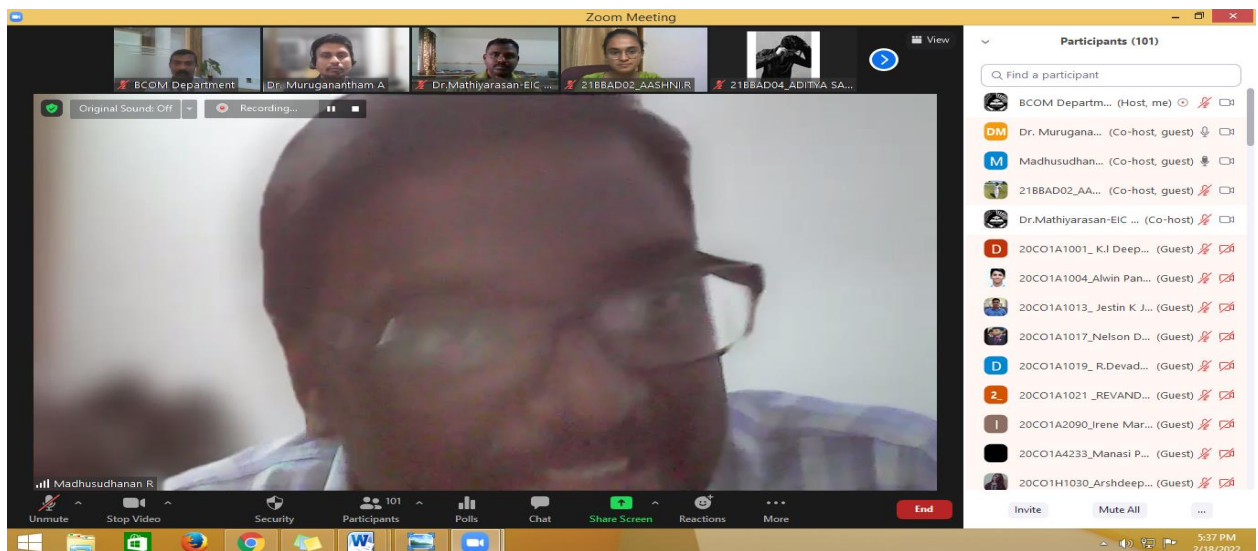 Zoom Meeting
BCOM Department
Dr. Muruganantham A
Dr.Mathiyarasan-EIC ...
21BBAD02_AASHNI.R
21BBAD04_ADITYA SA...
View
Original Sound: Off
Recording...
Madhusudhanan R
Unmute
Stop Video
Security
Participants
101
Polls
Chat
Share Screen
Reactions
More
End
Participants (101)
Find a participant
BCOM Departm... (Host, me)
DM Dr. Murugana... (Co-host, guest)
M Madhusudhan... (Co-host, guest)
21BBAD02_AA... (Co-host, guest)
Dr.Mathiyarasan-EIC ... (Co-host)
D 20CO1A1001_ K.l Deep... (Guest)
20CO1A1004_Alwin Pan... (Guest)
20CO1A1013_ Jestin K J... (Guest)
20CO1A1017_Nelson D... (Guest)
D 20CO1A1019_ R.Devad... (Guest)
2_ 20CO1A1021 _REVAND... (Guest)
I 20CO1A2090_Irene Mar... (Guest)
20CO1A4233_Manasi P... (Guest)
20CO1H1030_Arshdeep... (Guest)
Invite
Mute All
...
5:37 PM
2/18/2022